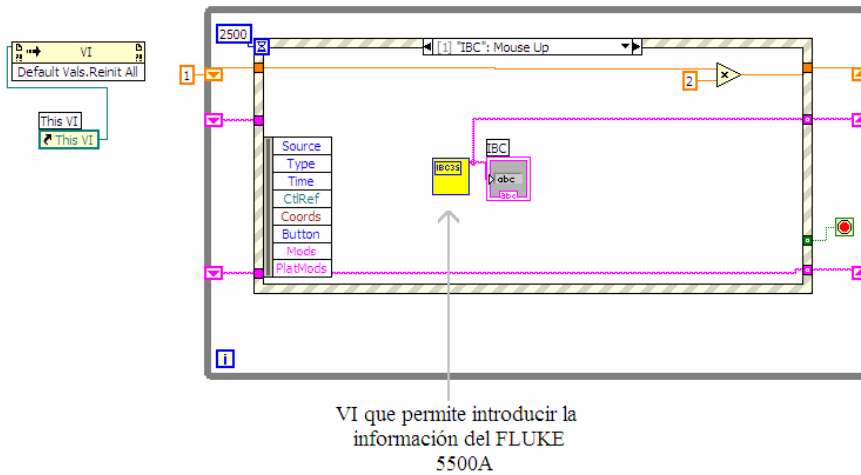 2500
[1] "IBC": Mouse Up
VI
Default Vals.Reinit All
1
2
This VI
This VI
Source
Type
Time
CtlRef
Coords
Button
Mods
PlatMods
IBC35
IBC
abc
abc
i
VI que permite introducir la
información del FLUKE
5500A